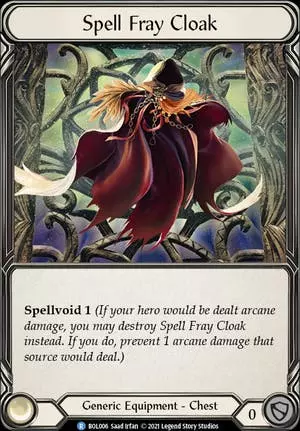 Spell Fray Cloak
Spellvoid 1 (If your hero would be dealt arcane
damage, you may destroy Spell Fray Cloak
instead. If you do, prevent 1 arcane damage that
source would deal.)
Generic Equipment - Chest
0
R BOL006 Saad Irfan © 2021 Legend Story Studios